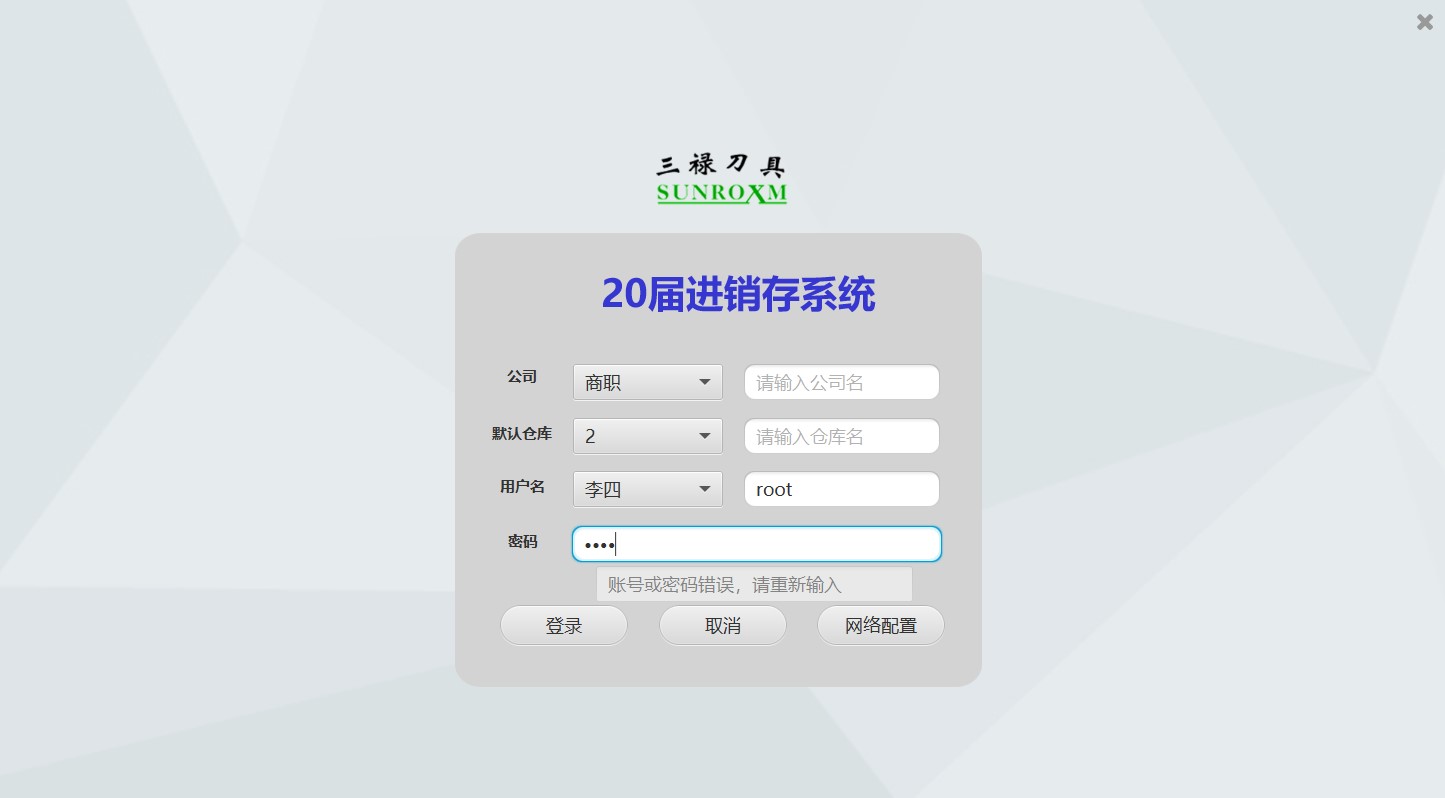 三禄刀具
SUNROXM
20届进销存系统
公司 商职 请输入公司名
默认仓库 2 请输入仓库名
用户名 李四 root
密码 ••••
账号或密码错误，请重新输入
登录 取消 网络配置